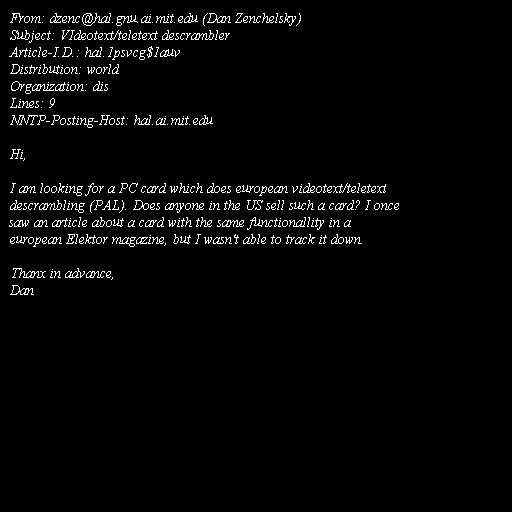 From: dzenc@hal.gnu.ai.mit.edu (Dan Zenchelsky)
Subject: VIdeotext/teletext descrambler
Article-I.D.: hal.1psvcg$1auv
Distribution: world
Organization: dis
Lines: 9
NNTP-Posting-Host: hal.ai.mit.edu

Hi,

I am looking for a PC card which does european videotext/teletext
descrambling (PAL). Does anyone in the US sell such a card? I once
saw an article about a card with the same functionallity in a
european Elektor magazine, but I wasn't able to track it down.

Thanx in advance,
Dan